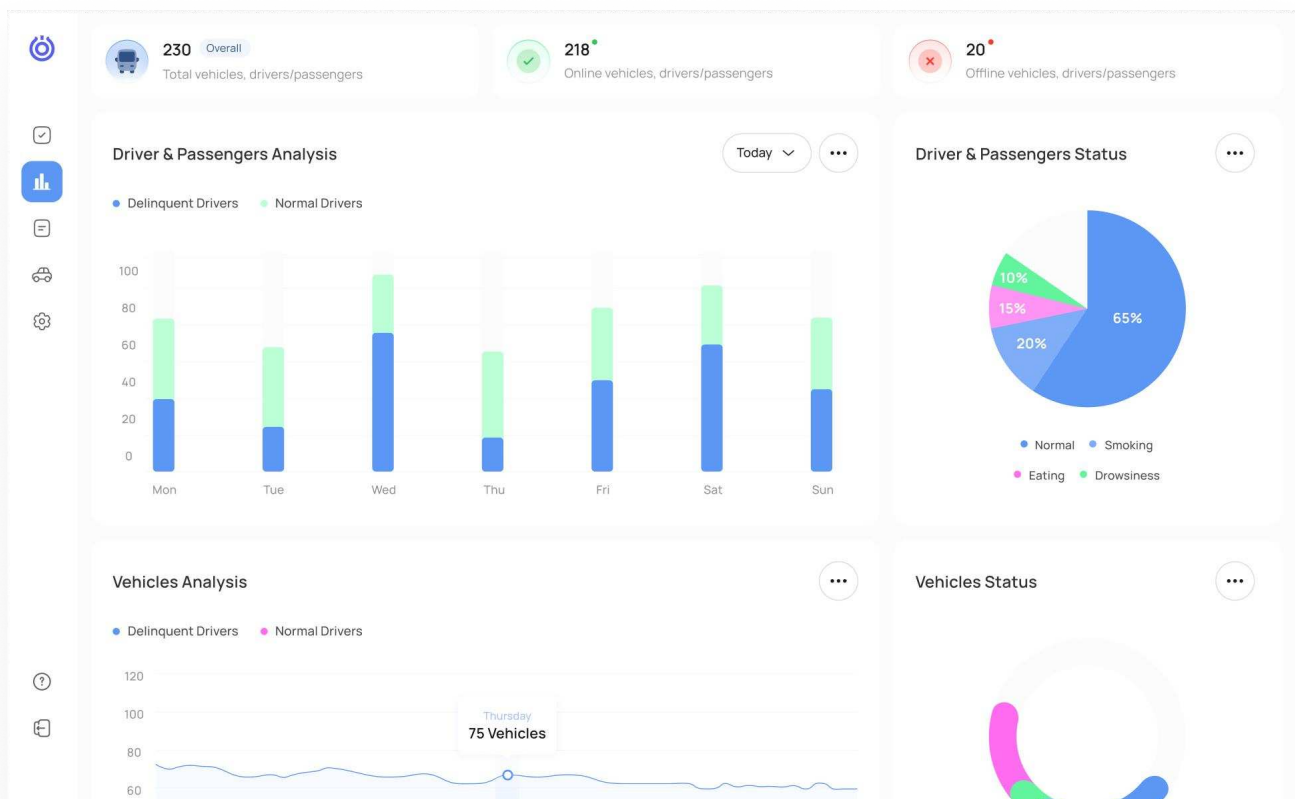 230 Overall
Total vehicles, drivers/passengers
218
Online vehicles, drivers/passengers
20
Offline vehicles, drivers/passengers
Driver & Passengers Analysis
Today
Delinquent Drivers Normal Drivers
100
80
60
40
20
0
Mon Tue Wed Thu Fri Sat Sun
Driver & Passengers Status
10%
15%
20%
65%
Normal Smoking
Eating Drowsiness
Vehicles Analysis
Delinquent Drivers Normal Drivers
120
100
80
60
Thursday
75 Vehicles
Vehicles Status